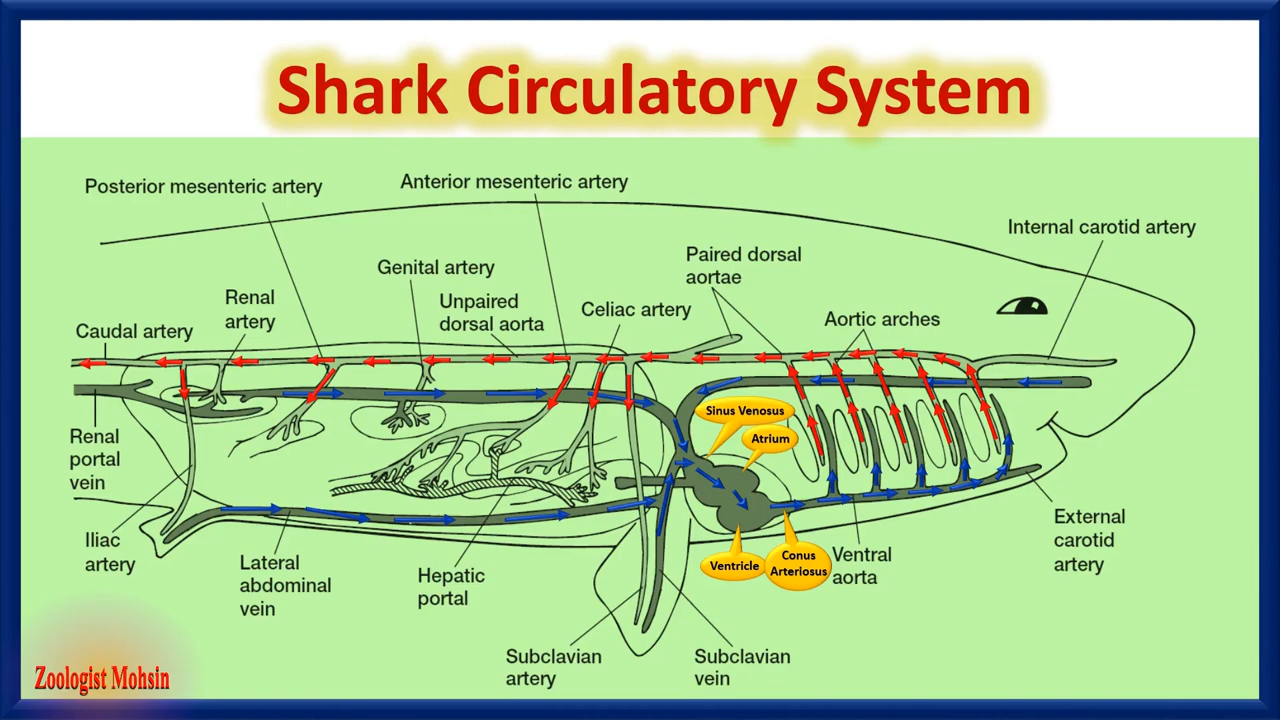 Shark Circulatory System
Posterior mesenteric artery
Anterior mesenteric artery
Internal carotid artery
Paired dorsal
aortae
Genital artery
Renal
artery
Unpaired
dorsal aorta
Celiac artery
Aortic arches
Caudal artery
Sinus Venosus
Atrium
Renal
portal
vein
Iliac
artery
Lateral
abdominal
vein
Hepatic
portal
Ventricle
Conus
Arteriosus
Ventral
aorta
External
carotid
artery
Subclavian
artery
Subclavian
vein
Zoologist Mohsin